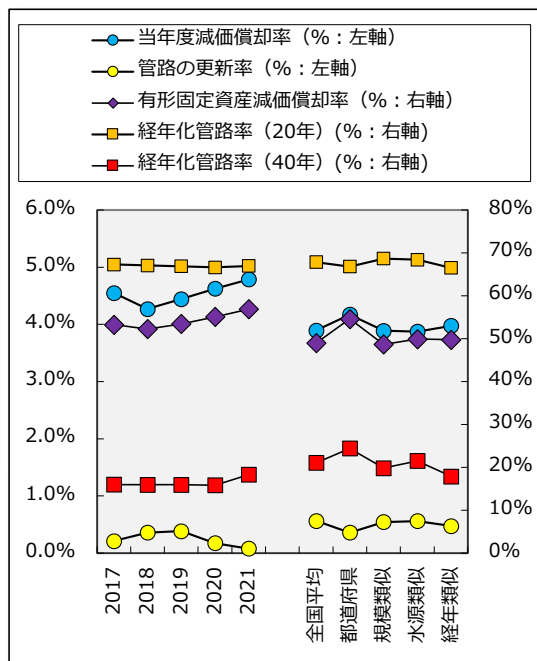 当年度減価償却率（%：左軸）
管路の更新率（%：左軸）
有形固定資産減価償却率（%：右軸）
経年化管路率（20年）(%：右軸)
経年化管路率（40年）(%：右軸)
6.0%
5.0%
4.0%
3.0%
2.0%
1.0%
0.0%
80%
70%
60%
50%
40%
30%
20%
10%
0%
2017
2018
2019
2020
2021
全国平均
都道府県
規模類似
水源類似
経年類似